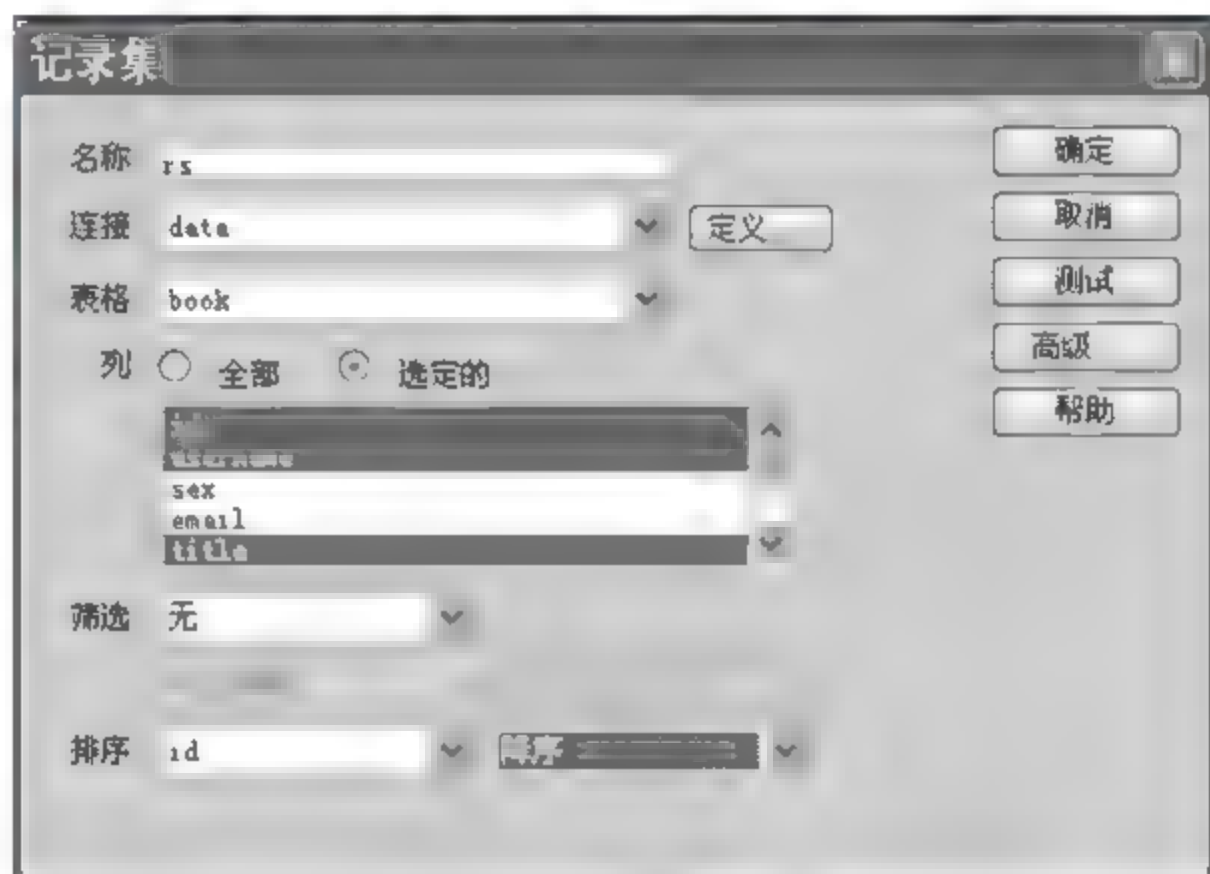 记录集
名称 rs 确定
连接 data 定义 取消
表格 book 测试
列 全部 选定的 高级
帮助
username
sex
email
title
筛选 无
排序 id 降序